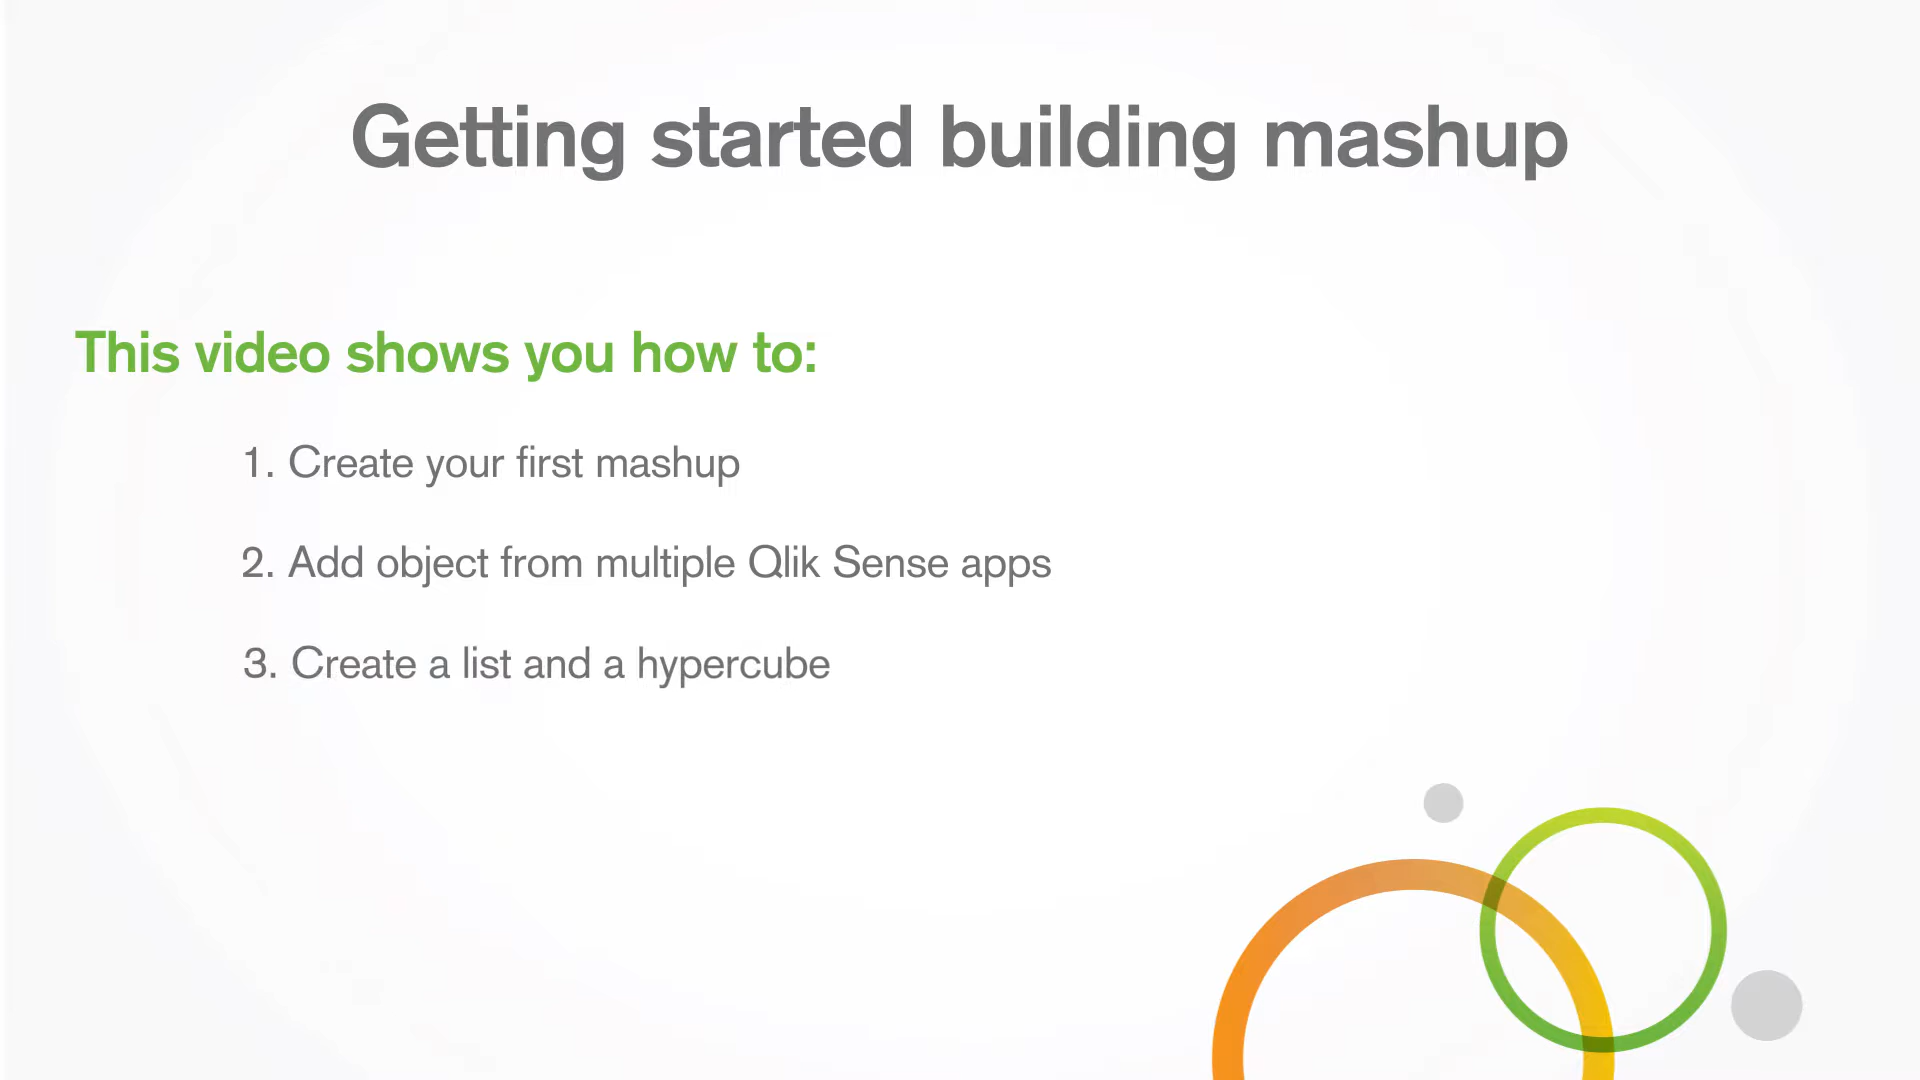 Getting started building mashup
This video shows you how to:
1. Create your first mashup
2. Add object from multiple Qlik Sense apps
3. Create a list and a hypercube